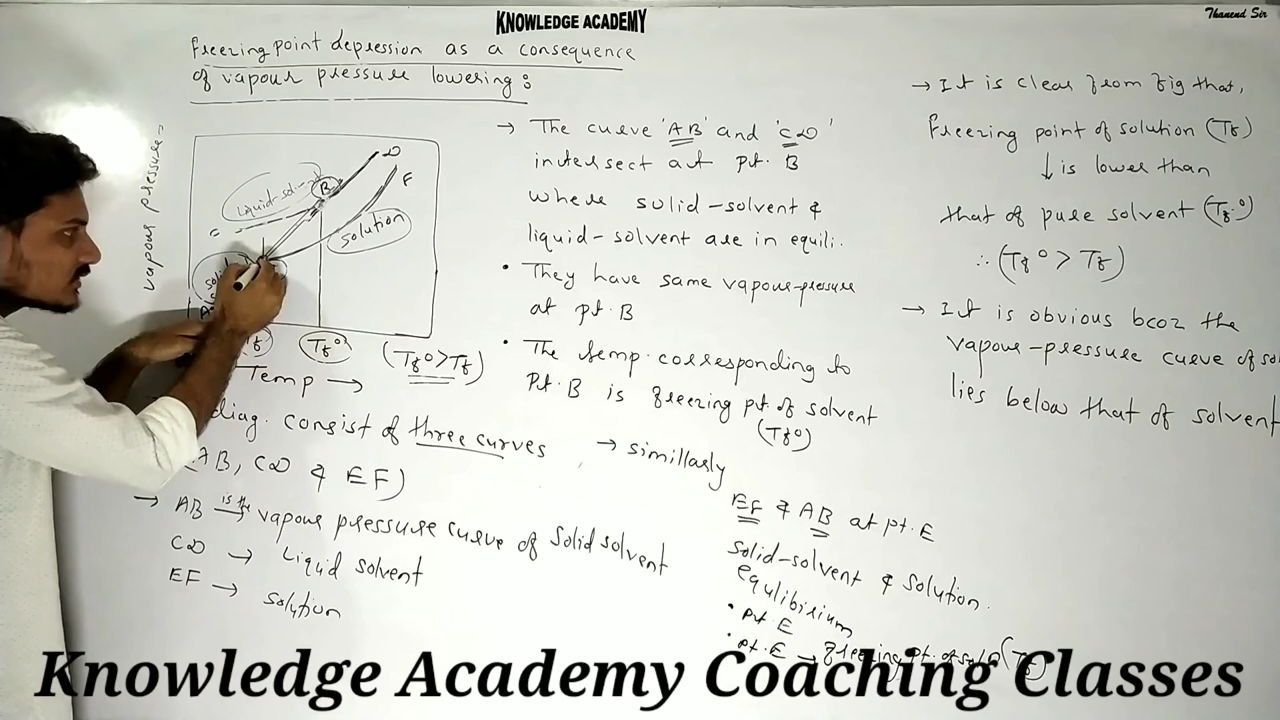 KNOWLEDGE ACADEMY
Thanend Sir
Freezing point depression as a consequence
of vapour pressure lowering:
vapour pressure
Liquid-sol
B
D
F
C
solution
A
Tf
Tf°
(Tf° > Tf)
Temp →
diag. consist of three curves
(AB, CD & EF)
→ AB is the → vapour pressure curve of solid solvent
CD → Liquid solvent
EF → solution
→ The curve 'AB' and 'CD'
intersect at pt. B
where solid-solvent &
liquid-solvent are in equili.
• They have same vapour-pressure
at pt. B
• The temp. corresponding to
Pt. B is freezing pt. of solvent
(Tf°)
→ simillarly
EF & AB at pt. E
solid-solvent & solution
equlibirium
• pt. E
• pt. E → freezing pt. of soln (Tf)
→ It is clear from fig that,
freezing point of solution (Tf)
↓ is lower than
that of pure solvent (Tf°)
∴ (Tf° > Tf)
→ It is obvious bcoz the
vapour-pressure curve of so
lies below that of solvent
Knowledge Academy Coaching Classes